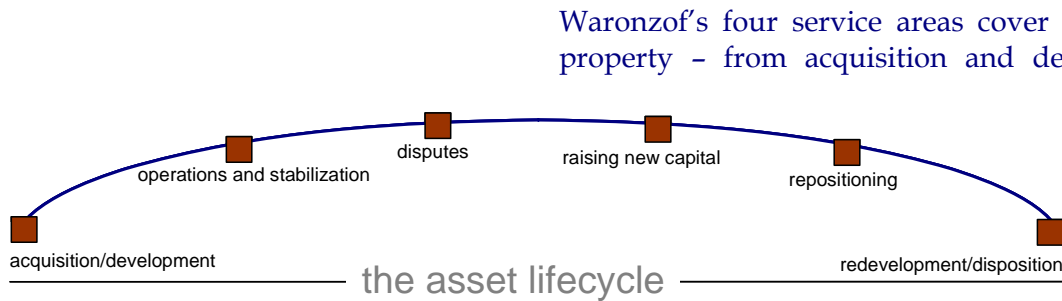 Waronzof's four service areas cover
property – from acquisition and
disputes
raising new capital
operations and stabilization
repositioning
acquisition/development
redevelopment/disposition
the asset lifecycle